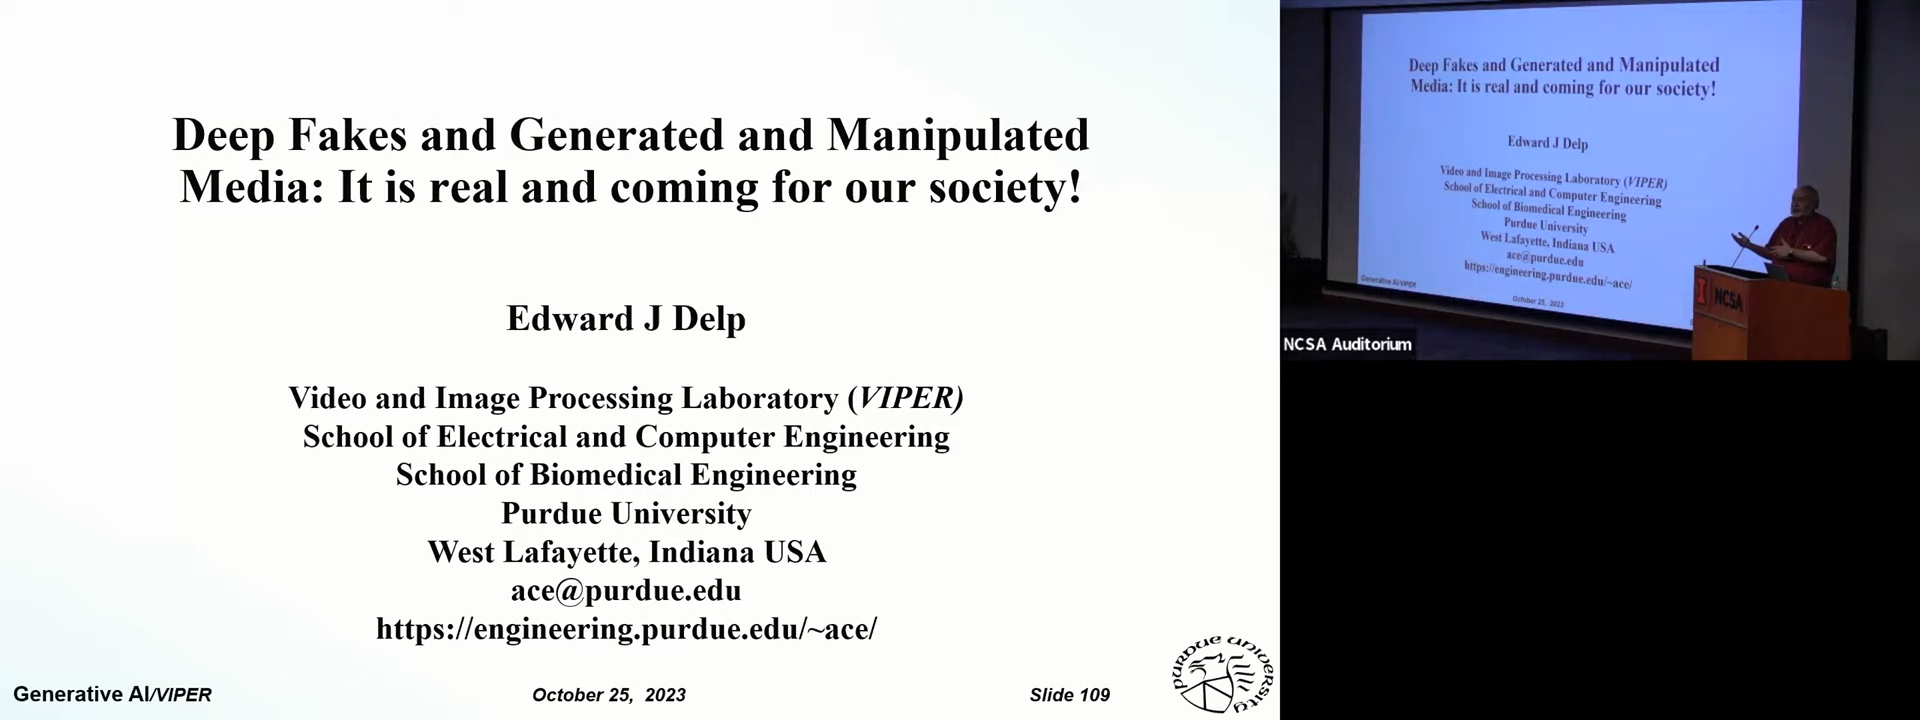 Deep Fakes and Generated and Manipulated
Media: It is real and coming for our society!
Edward J Delp
Video and Image Processing Laboratory (VIPER)
School of Electrical and Computer Engineering
School of Biomedical Engineering
Purdue University
West Lafayette, Indiana USA
ace@purdue.edu
https://engineering.purdue.edu/~ace/
Generative AI/VIPER
October 25, 2023
Slide 109
PURDUE UNIVERSITY
Deep Fakes and Generated and Manipulated
Media: It is real and coming for our society!
Edward J Delp
Video and Image Processing Laboratory (VIPER)
School of Electrical and Computer Engineering
School of Biomedical Engineering
Purdue University
West Lafayette, Indiana USA
ace@purdue.edu
https://engineering.purdue.edu/~ace/
Generative AI/VIPER
October 25, 2023
I NCSA
NCSA Auditorium